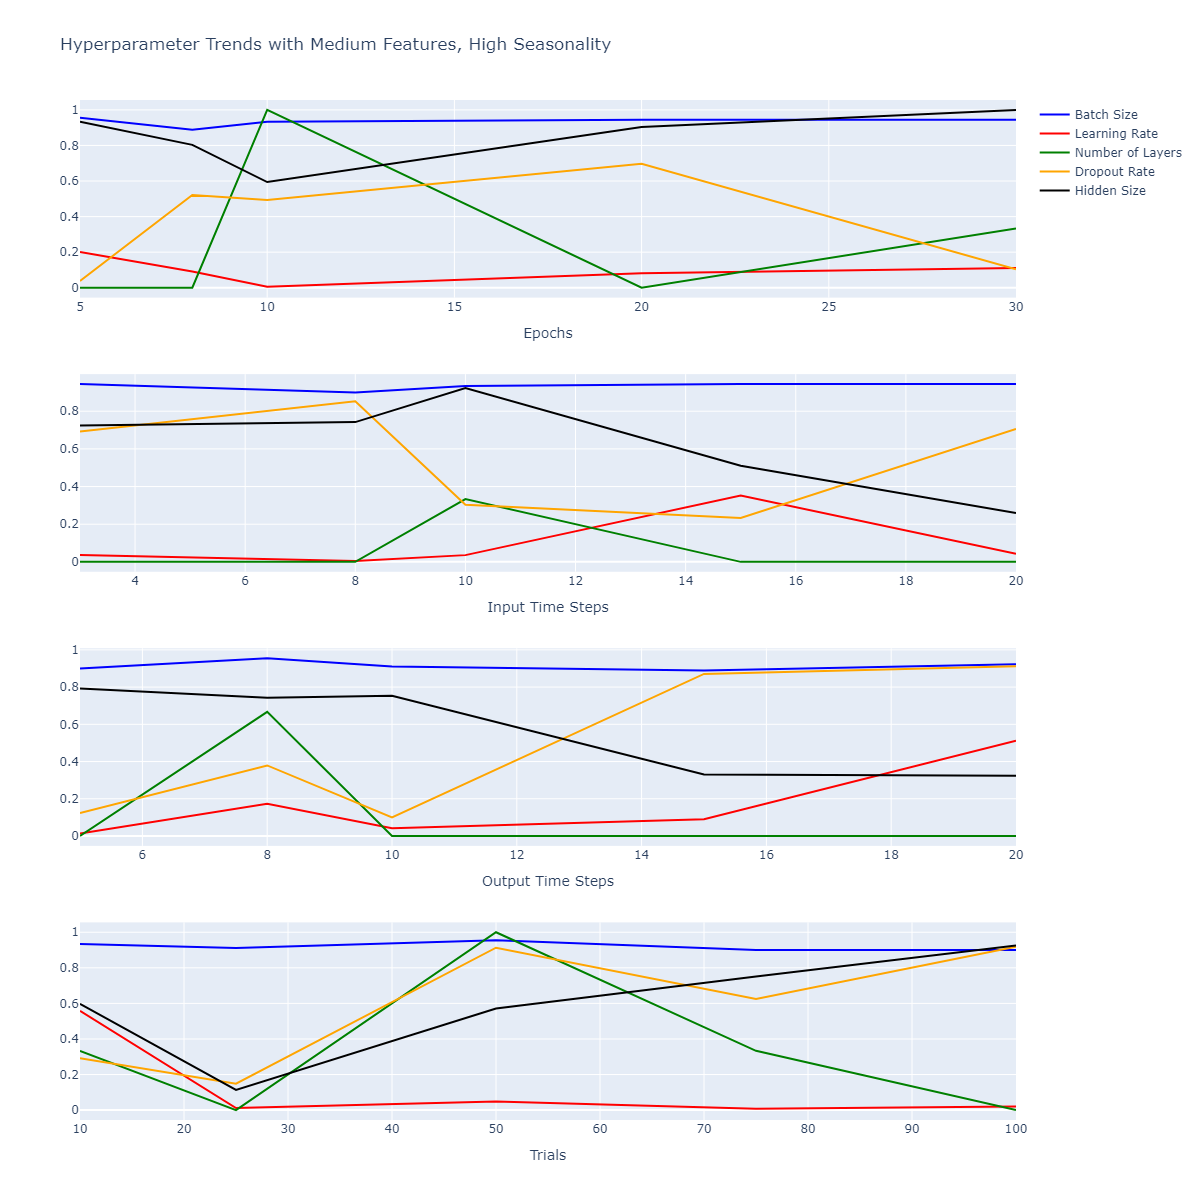 Hyperparameter Trends with Medium Features, High Seasonality
Batch Size
Learning Rate
Number of Layers
Dropout Rate
Hidden Size
1
0.8
0.6
0.4
0.2
0
5 10 15 20 25 30
Epochs
0.8
0.6
0.4
0.2
0
4 6 8 10 12 14 16 18 20
Input Time Steps
1
0.8
0.6
0.4
0.2
0
6 8 10 12 14 16 18 20
Output Time Steps
1
0.8
0.6
0.4
0.2
0
10 20 30 40 50 60 70 80 90 100
Trials